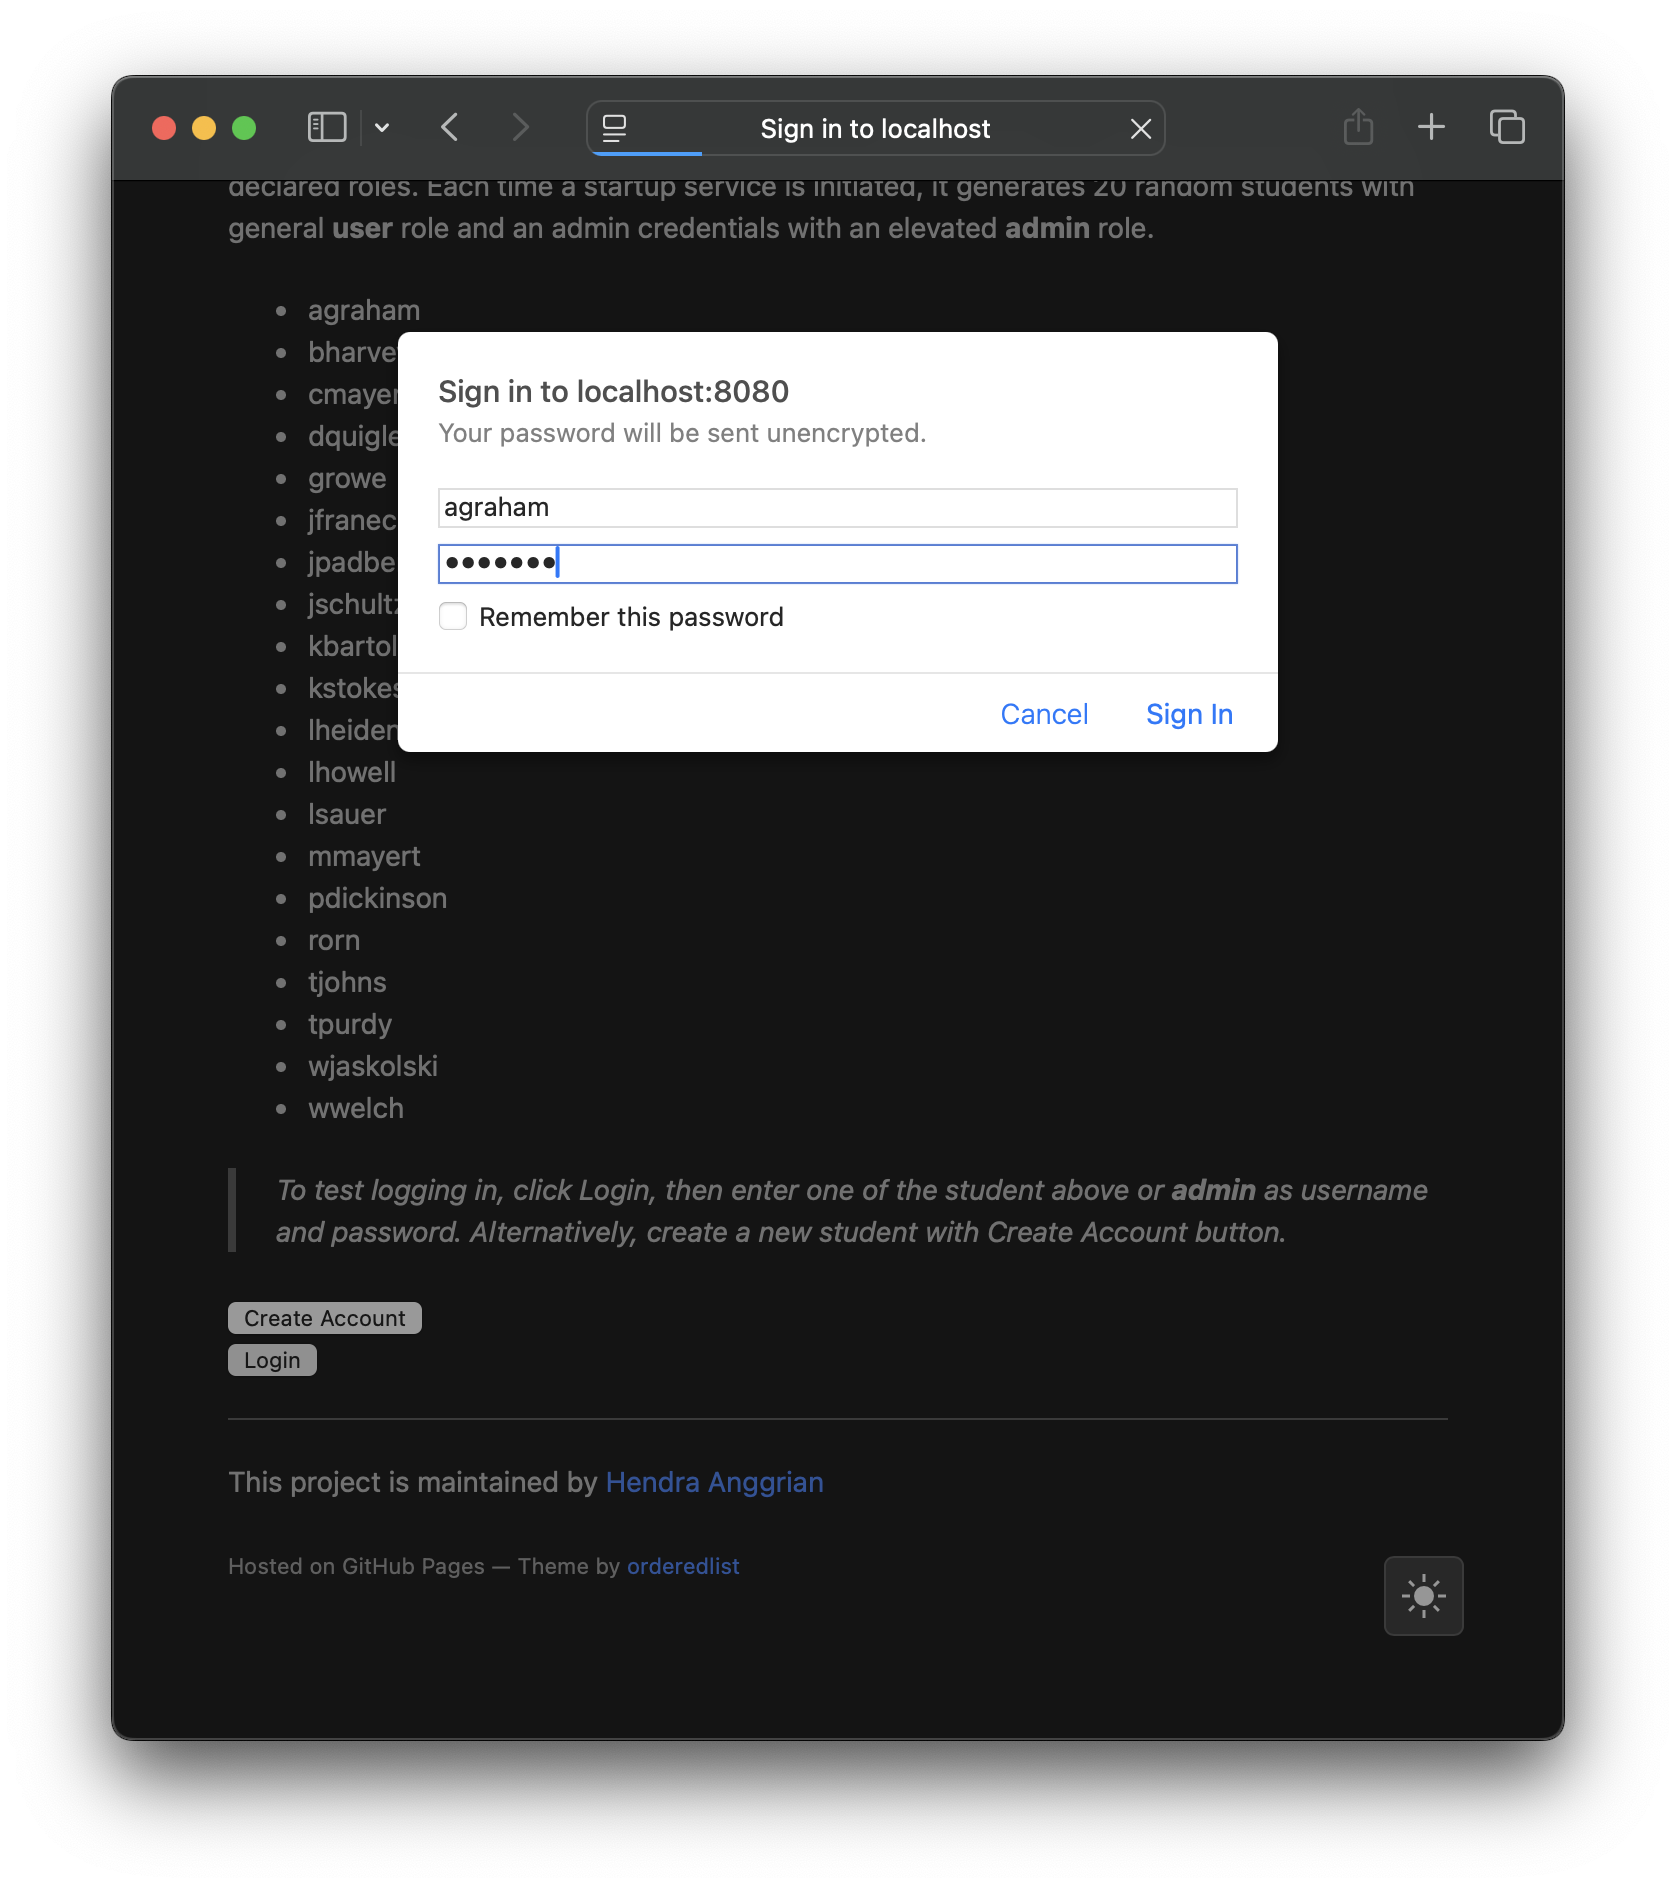 Sign in to localhost
declared roles. Each time a startup service is initiated, it generates 20 random students with
general user role and an admin credentials with an elevated admin role.
agraham
bharve
cmayer
dquigle
growe
jfranec
jpadbe
jschultz
kbartol
kstokes
lheiden
lhowell
lsauer
mmayert
pdickinson
rorn
tjohns
tpurdy
wjaskolski
wwelch
Sign in to localhost:8080
Your password will be sent unencrypted.
agraham
•••••••
Remember this password
Cancel Sign In
To test logging in, click Login, then enter one of the student above or admin as username
and password. Alternatively, create a new student with Create Account button.
Create Account
Login
This project is maintained by Hendra Anggrian
Hosted on GitHub Pages — Theme by orderedlist